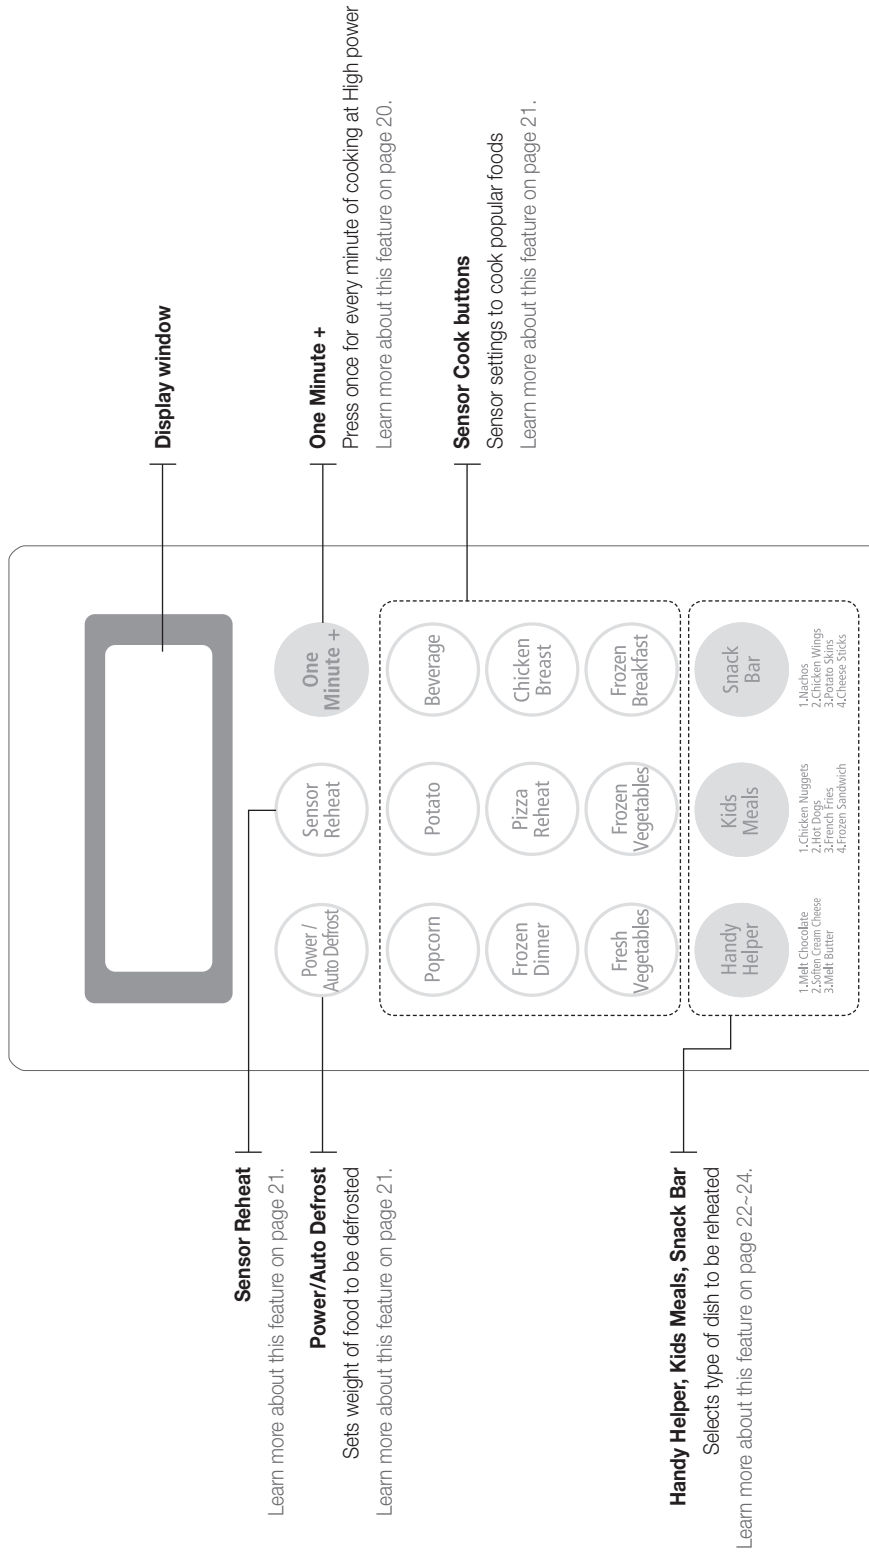 Display window
One Minute +
Press once for every minute of cooking at High power
Learn more about this feature on page 20.
Sensor Cook buttons
Sensor settings to cook popular foods
Learn more about this feature on page 21.
Sensor Reheat
Learn more about this feature on page 21.
Power/Auto Defrost
Sets weight of food to be defrosted
Learn more about this feature on page 21.
Handy Helper, Kids Meals, Snack Bar
Selects type of dish to be reheated
Learn more about this feature on page 22~24.
Power /
Auto Defrost
Sensor
Reheat
One
Minute +
Popcorn
Potato
Beverage
Frozen
Dinner
Pizza
Reheat
Chicken
Breast
Fresh
Vegetables
Frozen
Vegetables
Frozen
Breakfast
Handy
Helper
Kids
Meals
Snack
Bar
1.Melt Chocolate
2.Soften Cream Cheese
3.Melt Butter
1.Chicken Nuggets
2.Hot Dogs
3.French Fries
4.Frozen Sandwich
1.Nachos
2.Chicken Wings
3.Potato Skins
4.Cheese Sticks